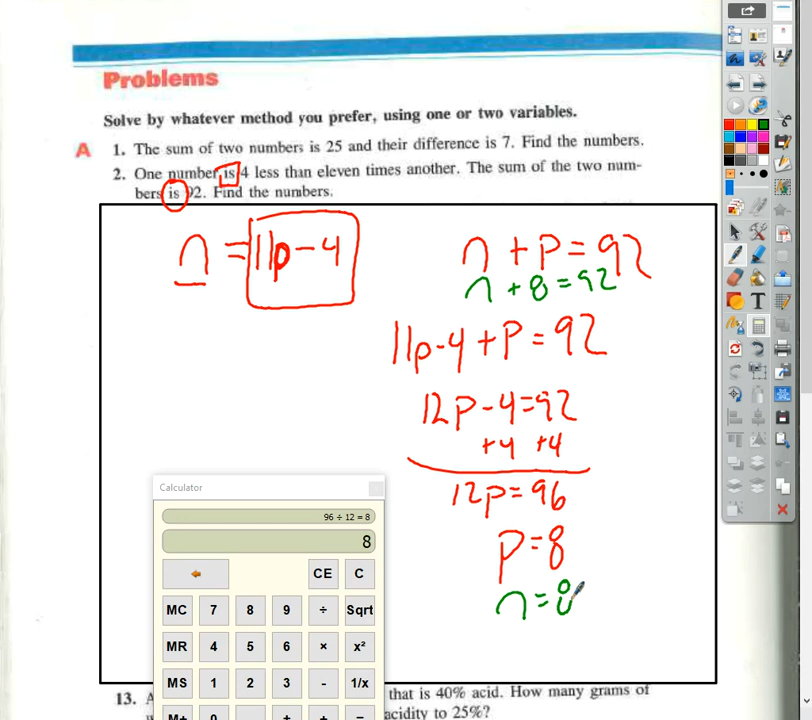 Problems
Solve by whatever method you prefer, using one or two variables.
A 1. The sum of two numbers is 25 and their difference is 7. Find the numbers.
2. One number is 4 less than eleven times another. The sum of the two num-
bers is 92. Find the numbers.
n = 11p - 4
n + p = 92
n + 8 = 92
11p - 4 + p = 92
12p - 4 = 92
+4 +4
12p = 96
p = 8
n = 8
Calculator
96 ÷ 12 = 8
8
CE C
MC 7 8 9 ÷ Sqrt
MR 4 5 6 × x²
MS 1 2 3 - 1/x
M+ 0 . ± + =
13. A that is 40% acid. How many grams of
acidity to 25%?
T